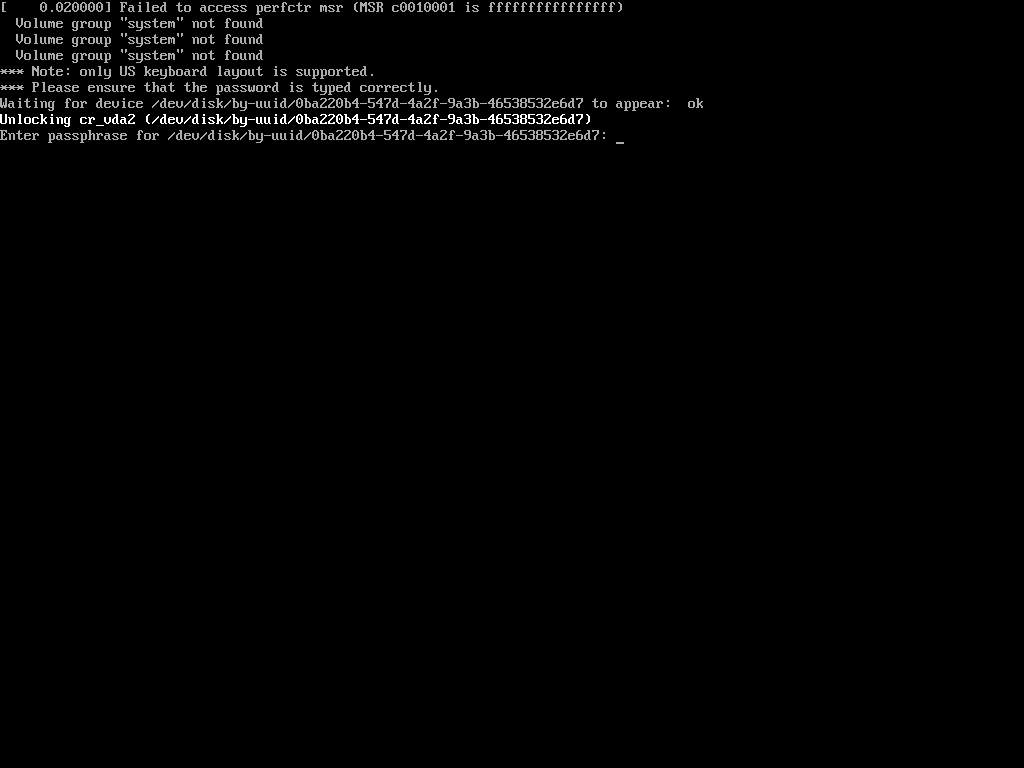 [    0.020000] Failed to access perfctr msr (MSR c0010001 is ffffffffffffffff)
  Volume group "system" not found
  Volume group "system" not found
  Volume group "system" not found
*** Note: only US keyboard layout is supported.
*** Please ensure that the password is typed correctly.
Waiting for device /dev/disk/by-uuid/0ba220b4-547d-4a2f-9a3b-46538532e6d7 to appear:  ok
Unlocking cr_vda2 (/dev/disk/by-uuid/0ba220b4-547d-4a2f-9a3b-46538532e6d7)
Enter passphrase for /dev/disk/by-uuid/0ba220b4-547d-4a2f-9a3b-46538532e6d7: _